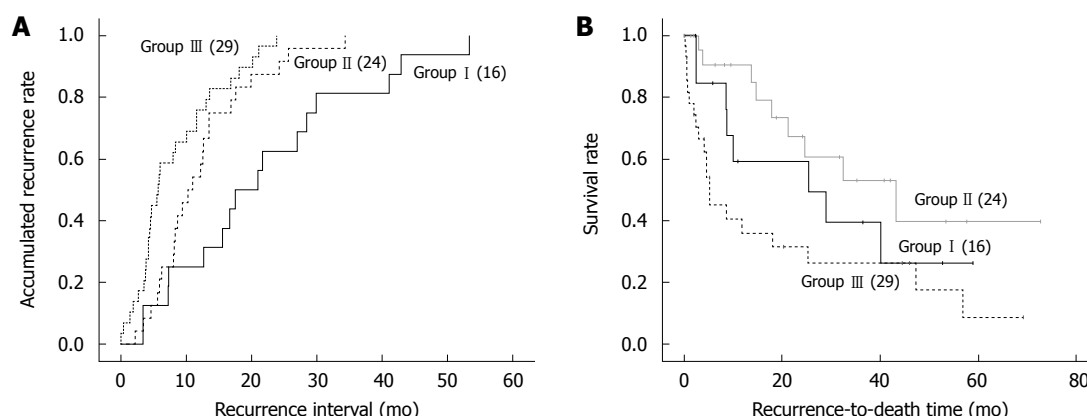 A
Accumulated recurrence rate
1.0
0.8
0.6
0.4
0.2
0.0
Group Ⅲ (29)
Group Ⅱ (24)
Group Ⅰ (16)
0 10 20 30 40 50 60
Recurrence interval (mo)
B
Survival rate
1.0
0.8
0.6
0.4
0.2
0.0
Group Ⅱ (24)
Group Ⅰ (16)
Group Ⅲ (29)
0 20 40 60 80
Recurrence-to-death time (mo)